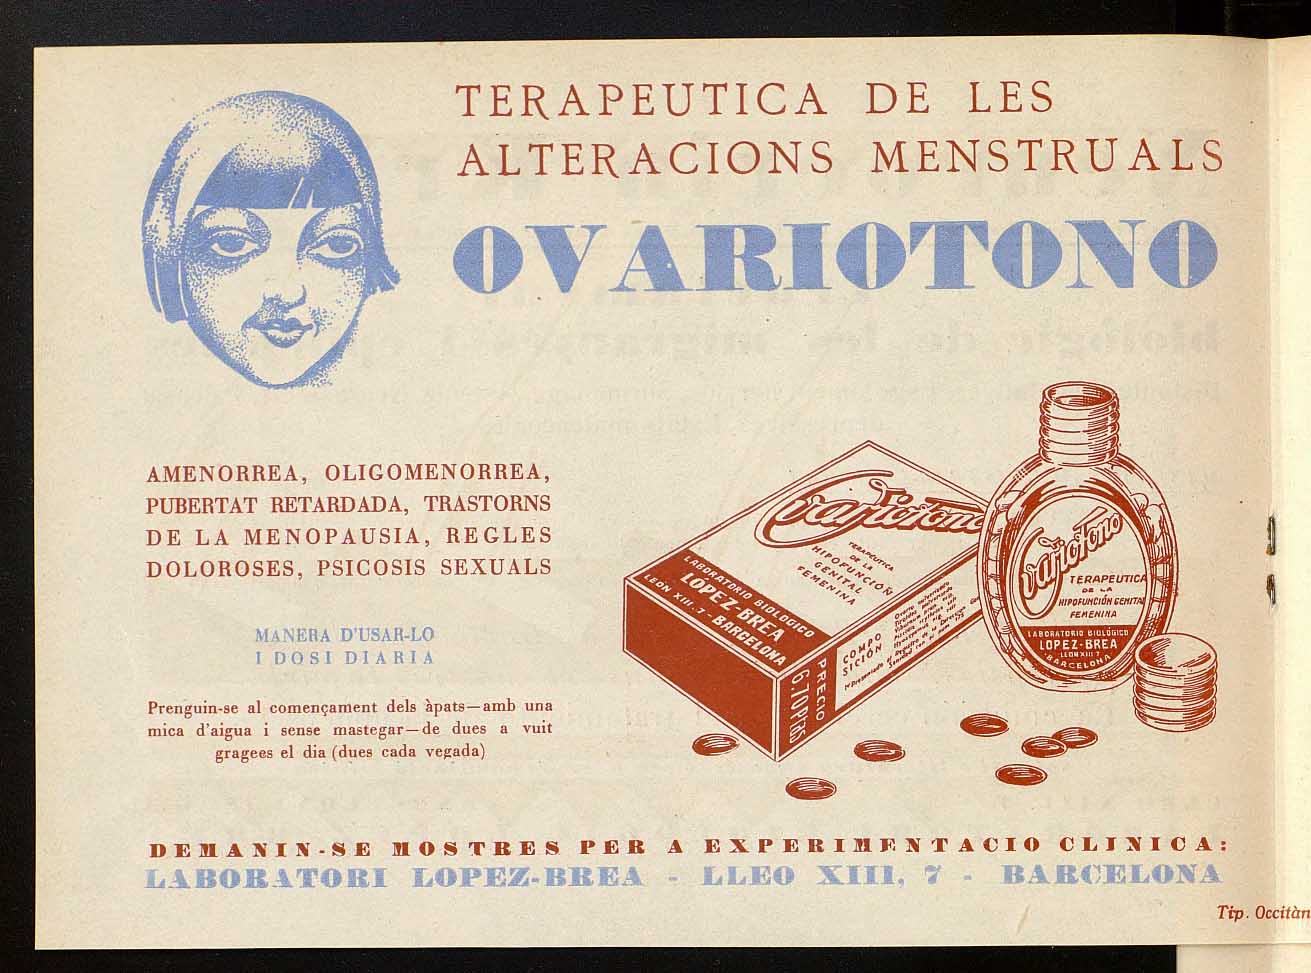 TERAPEUTICA DE LES
ALTERACIONS MENSTRUALS
OVARIOTONO
AMENORREA, OLIGOMENORREA,
PUBERTAT RETARDADA, TRASTORNS
DE LA MENOPAUSIA, REGLES
DOLOROSES, PSICOSIS SEXUALS
MANERA D'USAR-LO
I DOSI DIARIA
Prenguin-se al començament dels àpats—amb una
mica d'aigua i sense mastegar—de dues a vuit
gragees el dia (dues cada vegada)
Ovariotono
TERAPEUTICA
DE LA
HIPOFUNCIÓN
GENITAL
FEMENINA
LABORATORIO BIOLOGICO
LOPEZ-BREA
LEON XIII, 7 - BARCELONA
PRECIO
6.70 PTAS
COMPO
SICIÓN
Ovariotono
TERAPEUTICA
DE LA
HIPOFUNCIÓN GENITAL
FEMENINA
LABORATORIO BIOLÓGICO
LOPEZ-BREA
LEON XIII 7
·BARCELONA·
DEMANIN-SE MOSTRES PER A EXPERIMENTACIO CLINICA:
LABORATORI LOPEZ-BREA - LLEO XIII, 7 - BARCELONA
Tip. Occitàn